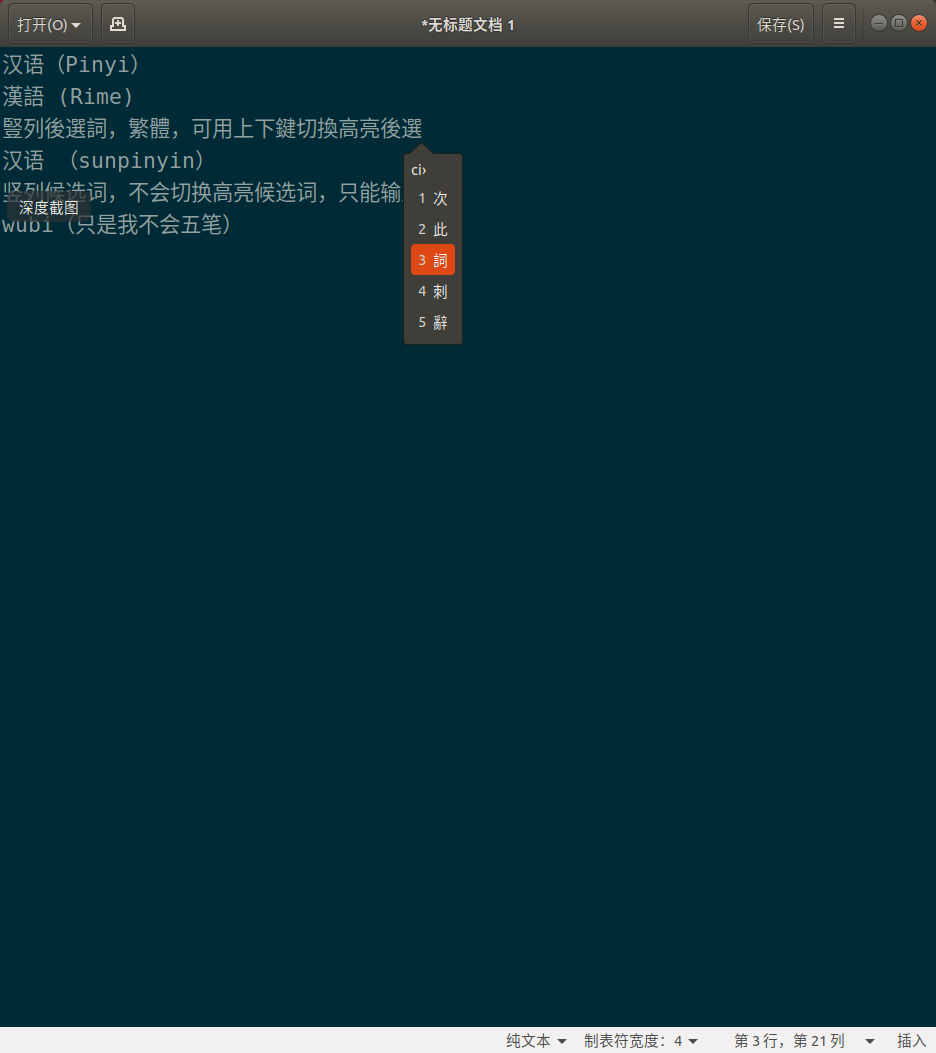 打开(O)
*无标题文档 1
保存(S)
汉语（Pinyi）
漢語 (Rime)
豎列後選詞，繁體，可用上下鍵切換高亮後選
汉语 （sunpinyin）
竖列候选词，不会切换高亮候选词，只能输
深度截图
wubi（只是我不会五笔）
ci›
1 次
2 此
3 詞
4 刺
5 辭
纯文本
制表符宽度：4
第 3 行，第 21 列
插入